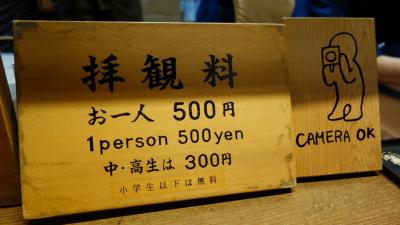 拝観料
お一人 500円
1person 500yen
中・高生は 300円
小学生以下は無料
CAMERA OK